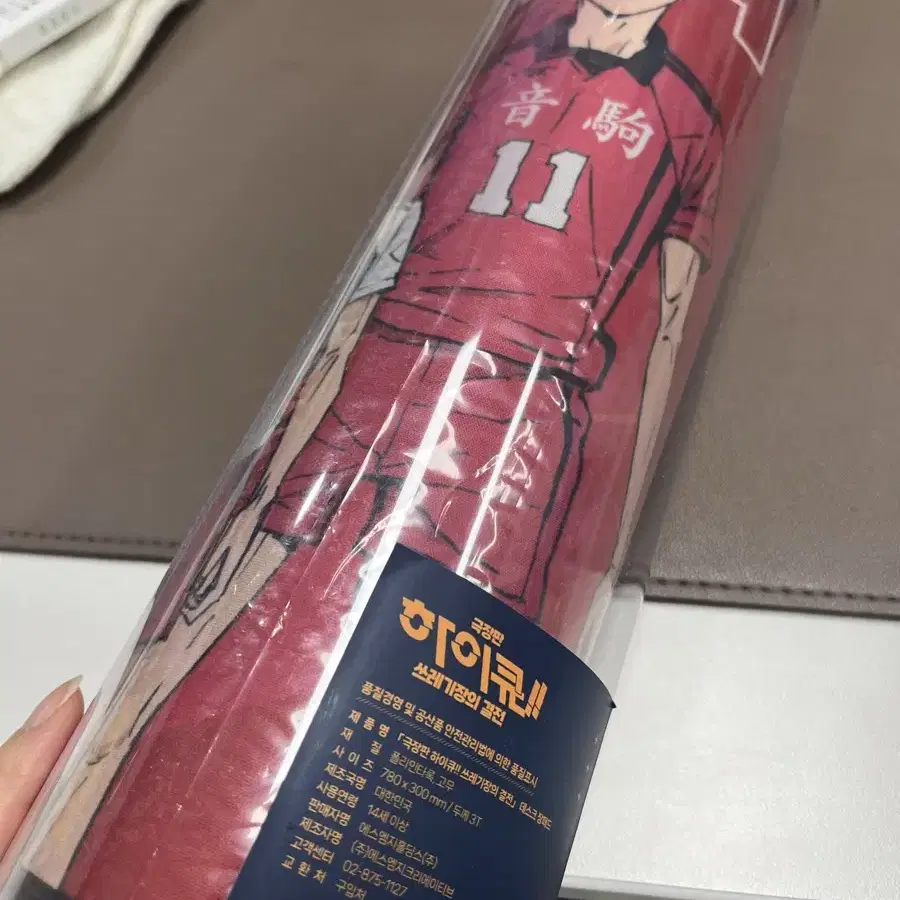 音駒
11
극장판
하이큐!!
쓰레기장의 결전
품질경영 및 공산품 안전관리법에 의한 품질표시
제품명 「극장판 하이큐!! 쓰레기장의 결전」 데스크 장패드
재질 폴리안타록, 고무
사이즈 780 x 300 mm / 두께 3T
제조국명 대한민국
사용연령 14세 이상
판매자명 에스엠지홀딩스(주)
제조자명 (주)에스엠지크리에이티브
고객센터 02-875-1127
교환처 구입처